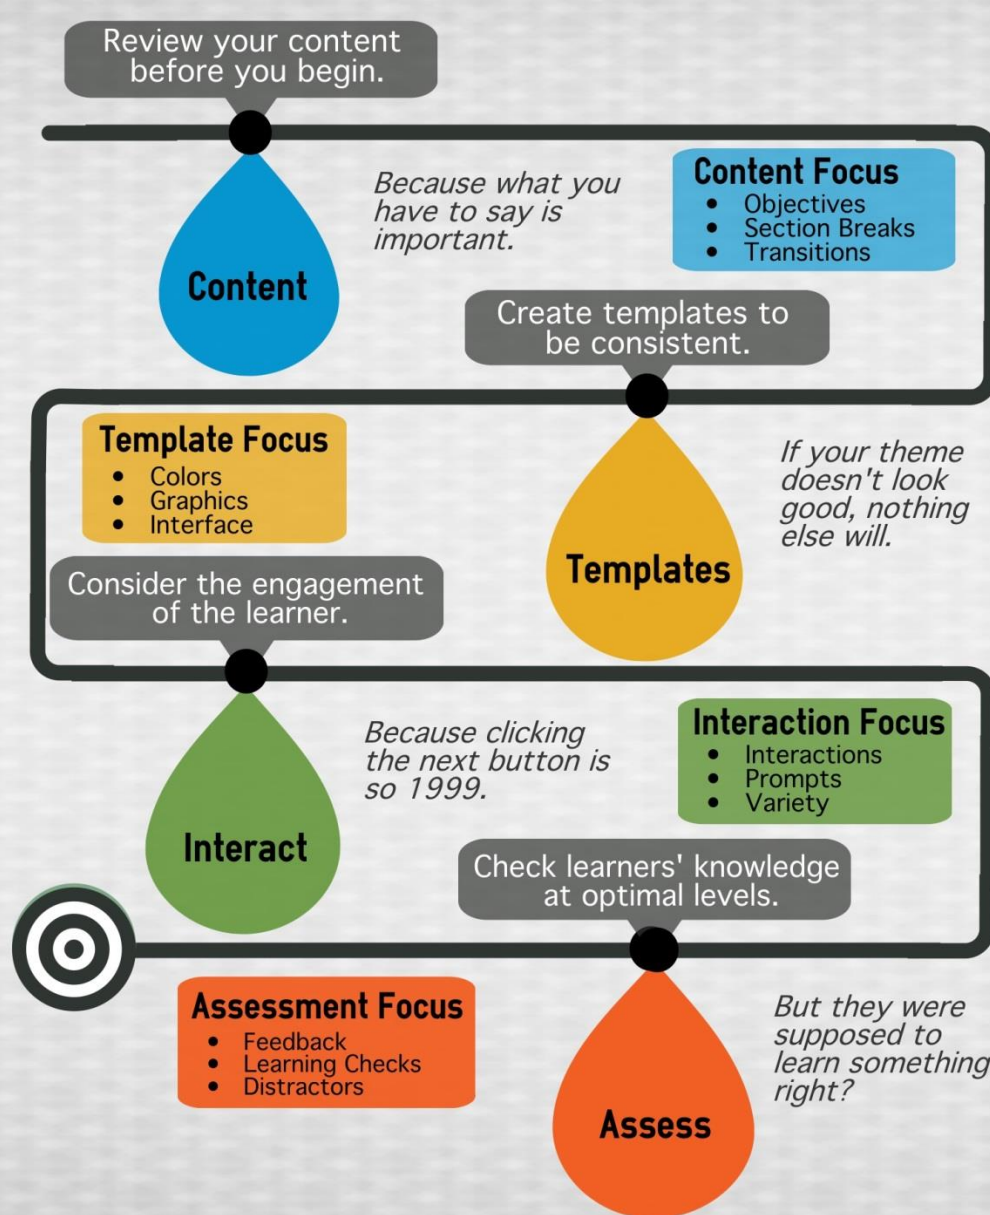 Review your content
before you begin.
Because what you
have to say is
important.
Content Focus
• Objectives
• Section Breaks
• Transitions
Content
Create templates to
be consistent.
Template Focus
• Colors
• Graphics
• Interface
If your theme
doesn't look
good, nothing
else will.
Templates
Consider the engagement
of the learner.
Because clicking
the next button is
so 1999.
Interaction Focus
• Interactions
• Prompts
• Variety
Interact
Check learners' knowledge
at optimal levels.
Assessment Focus
• Feedback
• Learning Checks
• Distractors
But they were
supposed to
learn something
right?
Assess